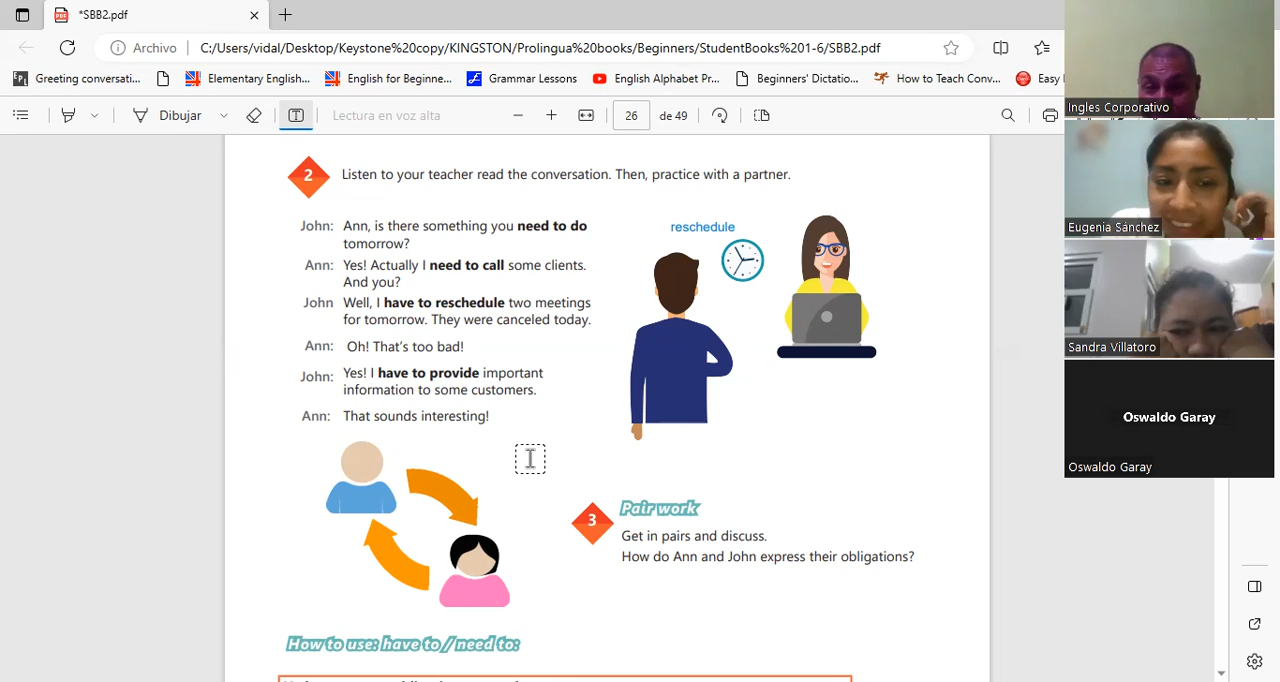 *SBB2.pdf
Archivo
C:/Users/vidal/Desktop/Keystone%20copy/KINGSTON/Prolingua%20books/Beginners/StudentBooks%201-6/SBB2.pdf
Greeting conversati...
Elementary English...
English for Beginne...
Grammar Lessons
English Alphabet Pr...
Beginners' Dictatio...
How to Teach Conv...
Easy
Dibujar
Lectura en voz alta
26
de 49
2
Listen to your teacher read the conversation. Then, practice with a partner.
John: Ann, is there something you need to do
tomorrow?
Ann: Yes! Actually I need to call some clients.
And you?
John Well, I have to reschedule two meetings
for tomorrow. They were canceled today.
Ann: Oh! That's too bad!
John: Yes! I have to provide important
information to some customers.
Ann: That sounds interesting!
reschedule
3
Pair work
Get in pairs and discuss.
How do Ann and John express their obligations?
How to use: have to / need to:
Ingles Corporativo
Eugenia Sánchez
Sandra Villatoro
Oswaldo Garay
Oswaldo Garay